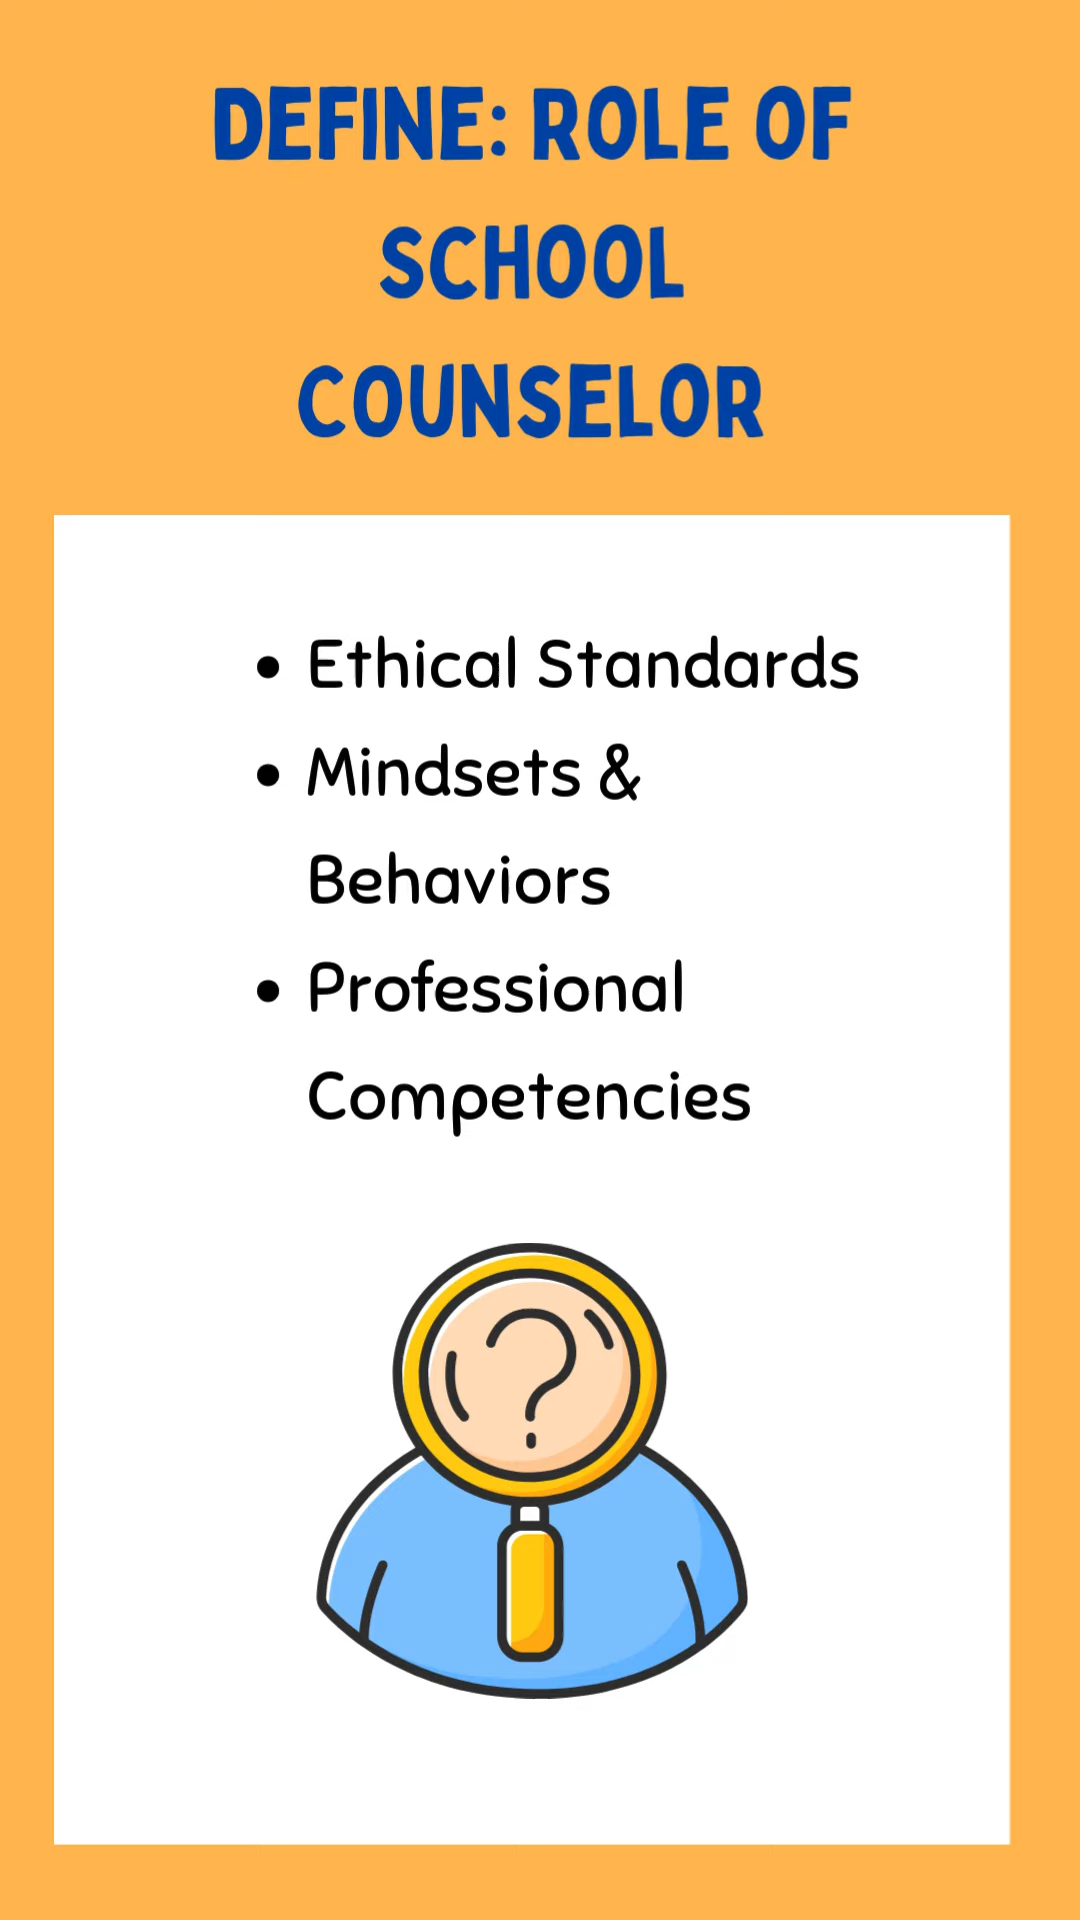 DEFINE: ROLE OF
SCHOOL
COUNSELOR
• Ethical Standards
• Mindsets &
Behaviors
• Professional
Competencies
?